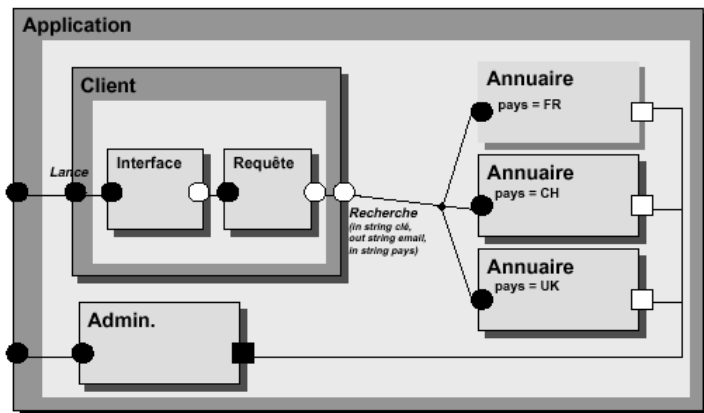 Application
Client
Lance
Interface
Requête
Recherche
(in string clé,
out string email,
in string pays)
Annuaire
pays = FR
Annuaire
pays = CH
Annuaire
pays = UK
Admin.